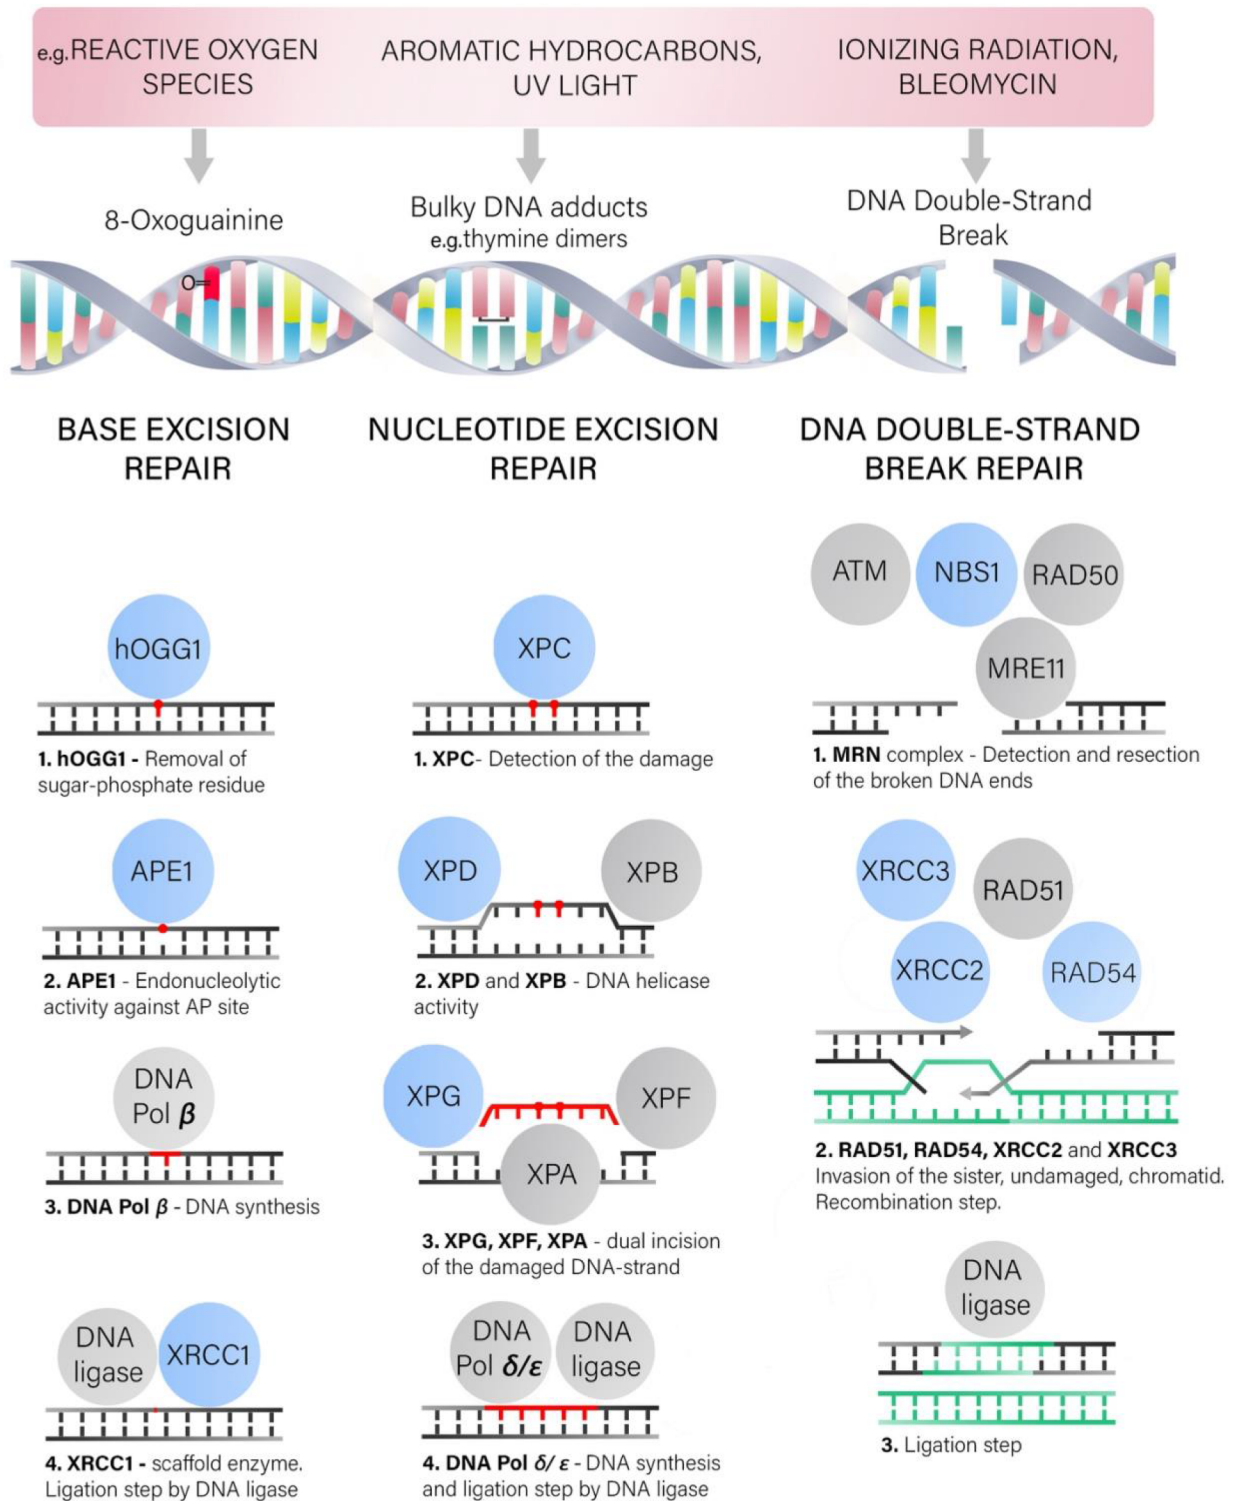 e.g.REACTIVE OXYGEN
SPECIES
AROMATIC HYDROCARBONS,
UV LIGHT
IONIZING RADIATION,
BLEOMYCIN
8-Oxoguainine
Bulky DNA adducts
e.g.thymine dimers
DNA Double-Strand
Break
O=
BASE EXCISION
REPAIR
hOGG1
1. hOGG1 - Removal of
sugar-phosphate residue
APE1
2. APE1 - Endonucleolytic
activity against AP site
DNA
Pol β
3. DNA Pol β - DNA synthesis
DNA
ligase
XRCC1
4. XRCC1 - scaffold enzyme.
Ligation step by DNA ligase
NUCLEOTIDE EXCISION
REPAIR
XPC
1. XPC- Detection of the damage
XPD
XPB
2. XPD and XPB - DNA helicase
activity
XPG
XPF
XPA
3. XPG, XPF, XPA - dual incision
of the damaged DNA-strand
DNA
Pol δ/ε
DNA
ligase
4. DNA Pol δ/ ε - DNA synthesis
and ligation step by DNA ligase
DNA DOUBLE-STRAND
BREAK REPAIR
ATM
NBS1
RAD50
MRE11
1. MRN complex - Detection and resection
of the broken DNA ends
XRCC3
RAD51
XRCC2
RAD54
2. RAD51, RAD54, XRCC2 and XRCC3
Invasion of the sister, undamaged, chromatid.
Recombination step.
DNA
ligase
3. Ligation step